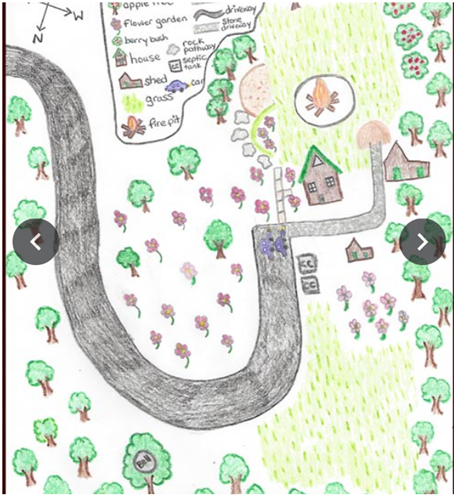 W
N
apple tree
flower garden
berry bush
house
shed
grass
fire pit
driveway
stone
driveway
rock
pathway
septic
tank
car